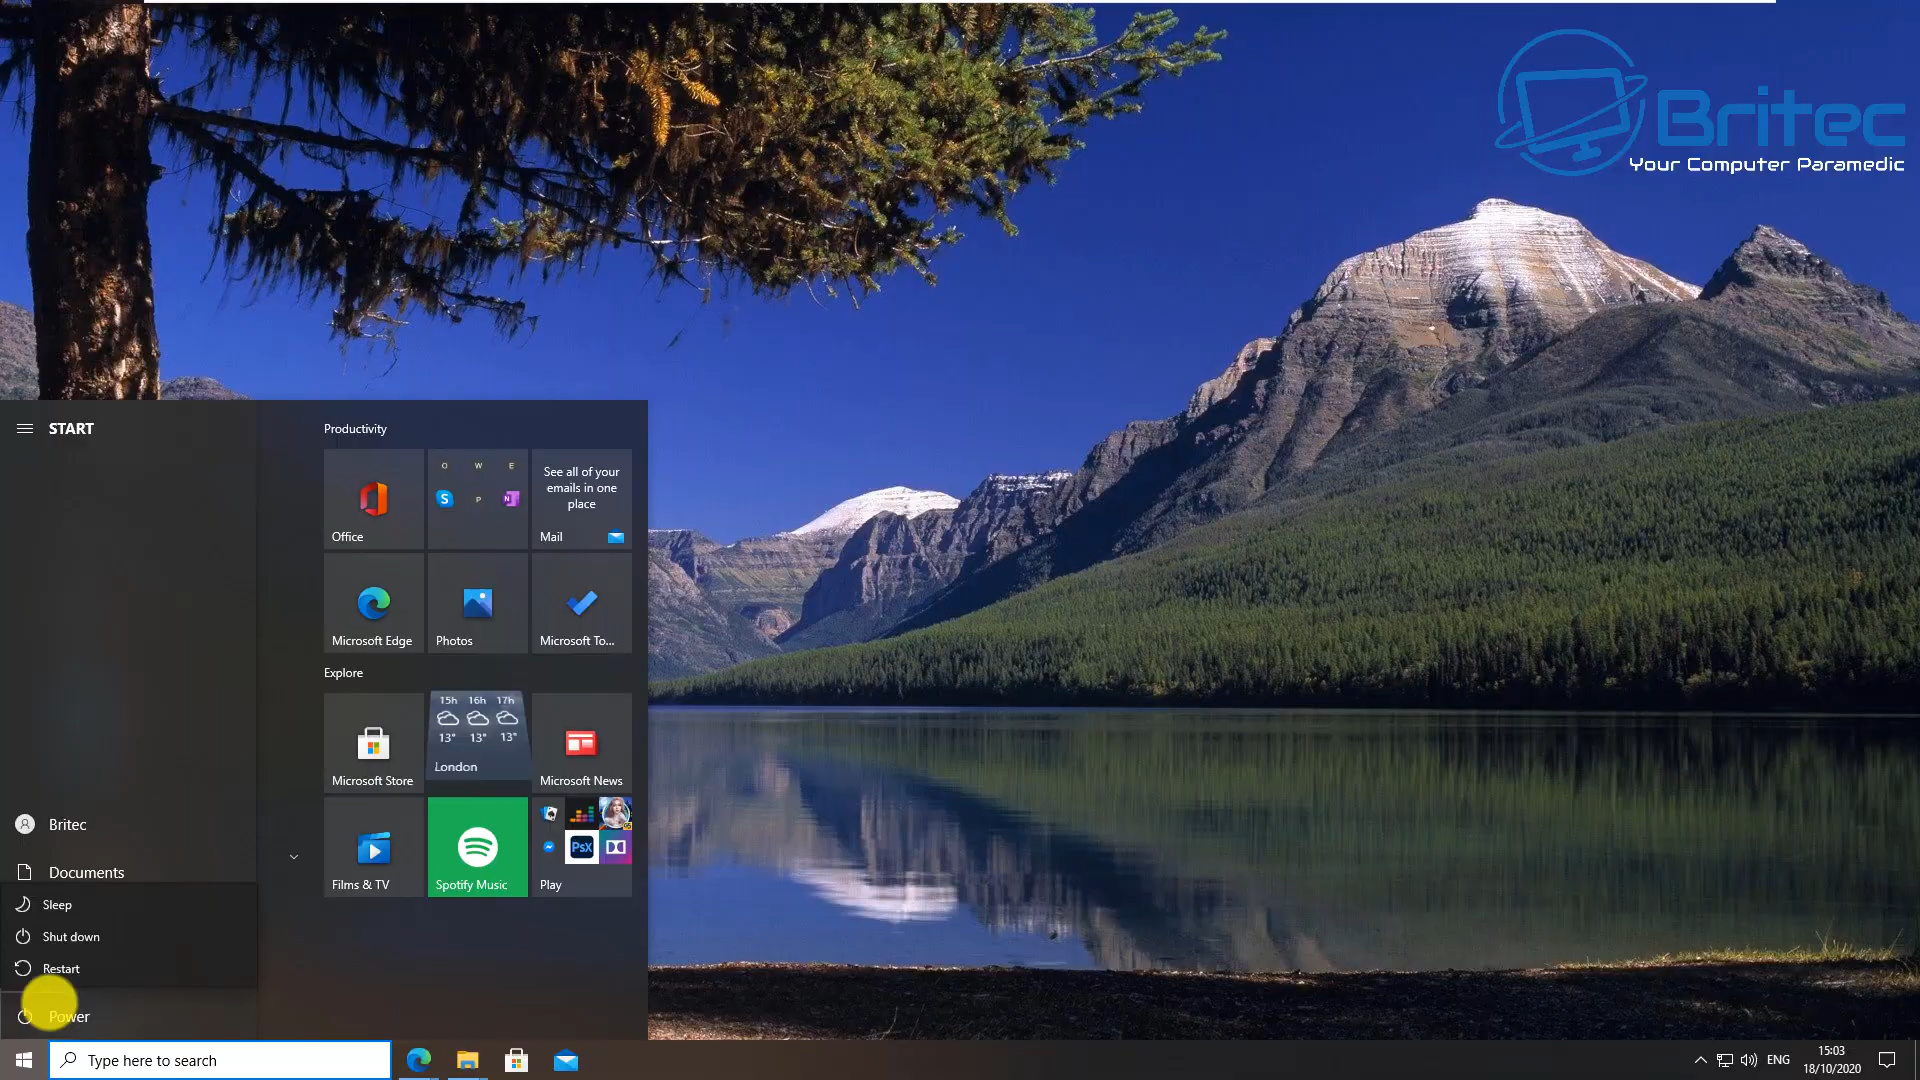 Britec
Your Computer Paramedic
START
Productivity
O W E
S P N
Office
See all of your
emails in one
place
Mail
Microsoft Edge
Photos
Microsoft To...
Explore
Microsoft Store
15h 16h 17h
13° 13° 13°
London
Microsoft News
Films & TV
Spotify Music
PsX
Play
Britec
Documents
Sleep
Shut down
Restart
Power
Type here to search
ENG
15:03
18/10/2020